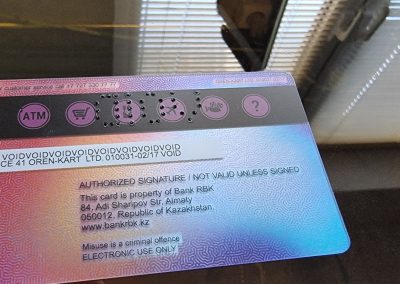 ATM ?
VOIDVOIDVOIDVOIDVOIDVOIDVOID
CE 41 OREN-KART LTD. 010031-02/17 VOID
AUTHORIZED SIGNATURE / NOT VALID UNLESS SIGNED
This card is property of Bank RBK
84, Adi Sharipov Str. Almaty
050012, Republic of Kazakhstan.
www.bankrbk.kz
Misuse is a criminal offence
ELECTRONIC USE ONLY